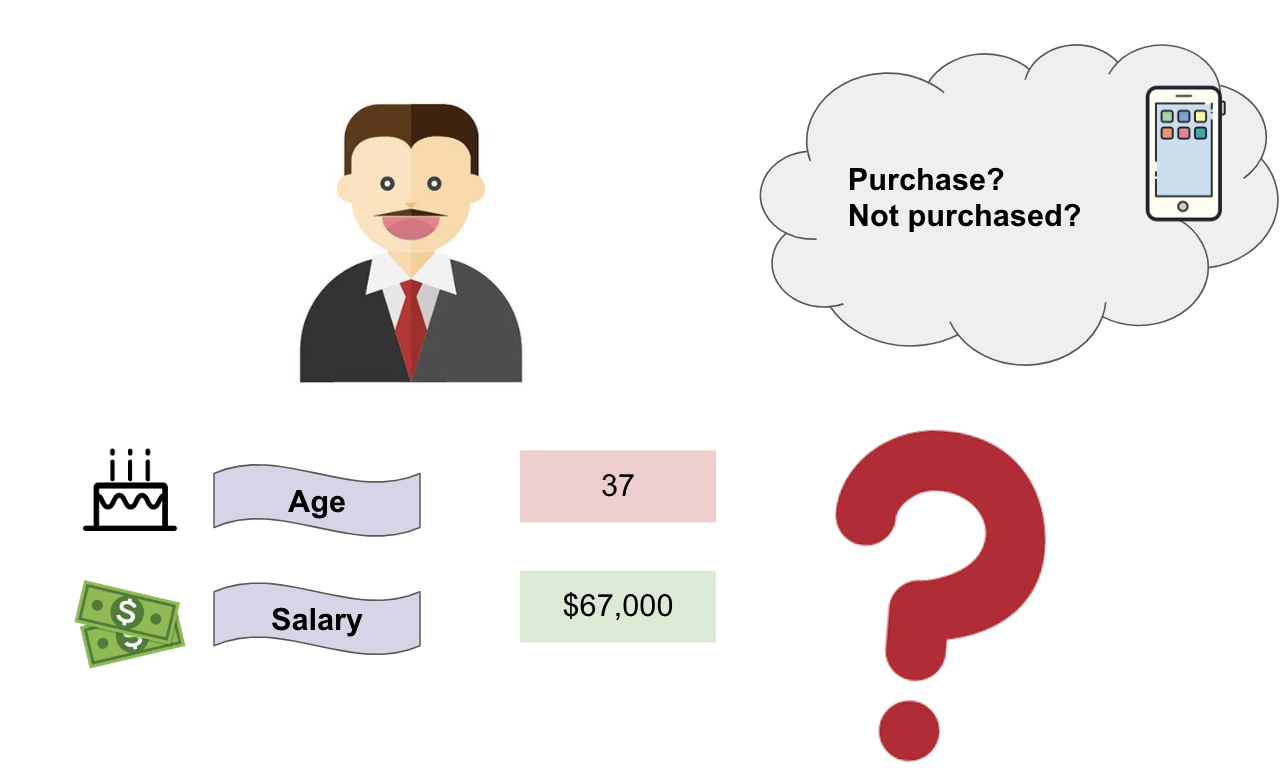 Purchase?
Not purchased?
Age
37
Salary
$67,000